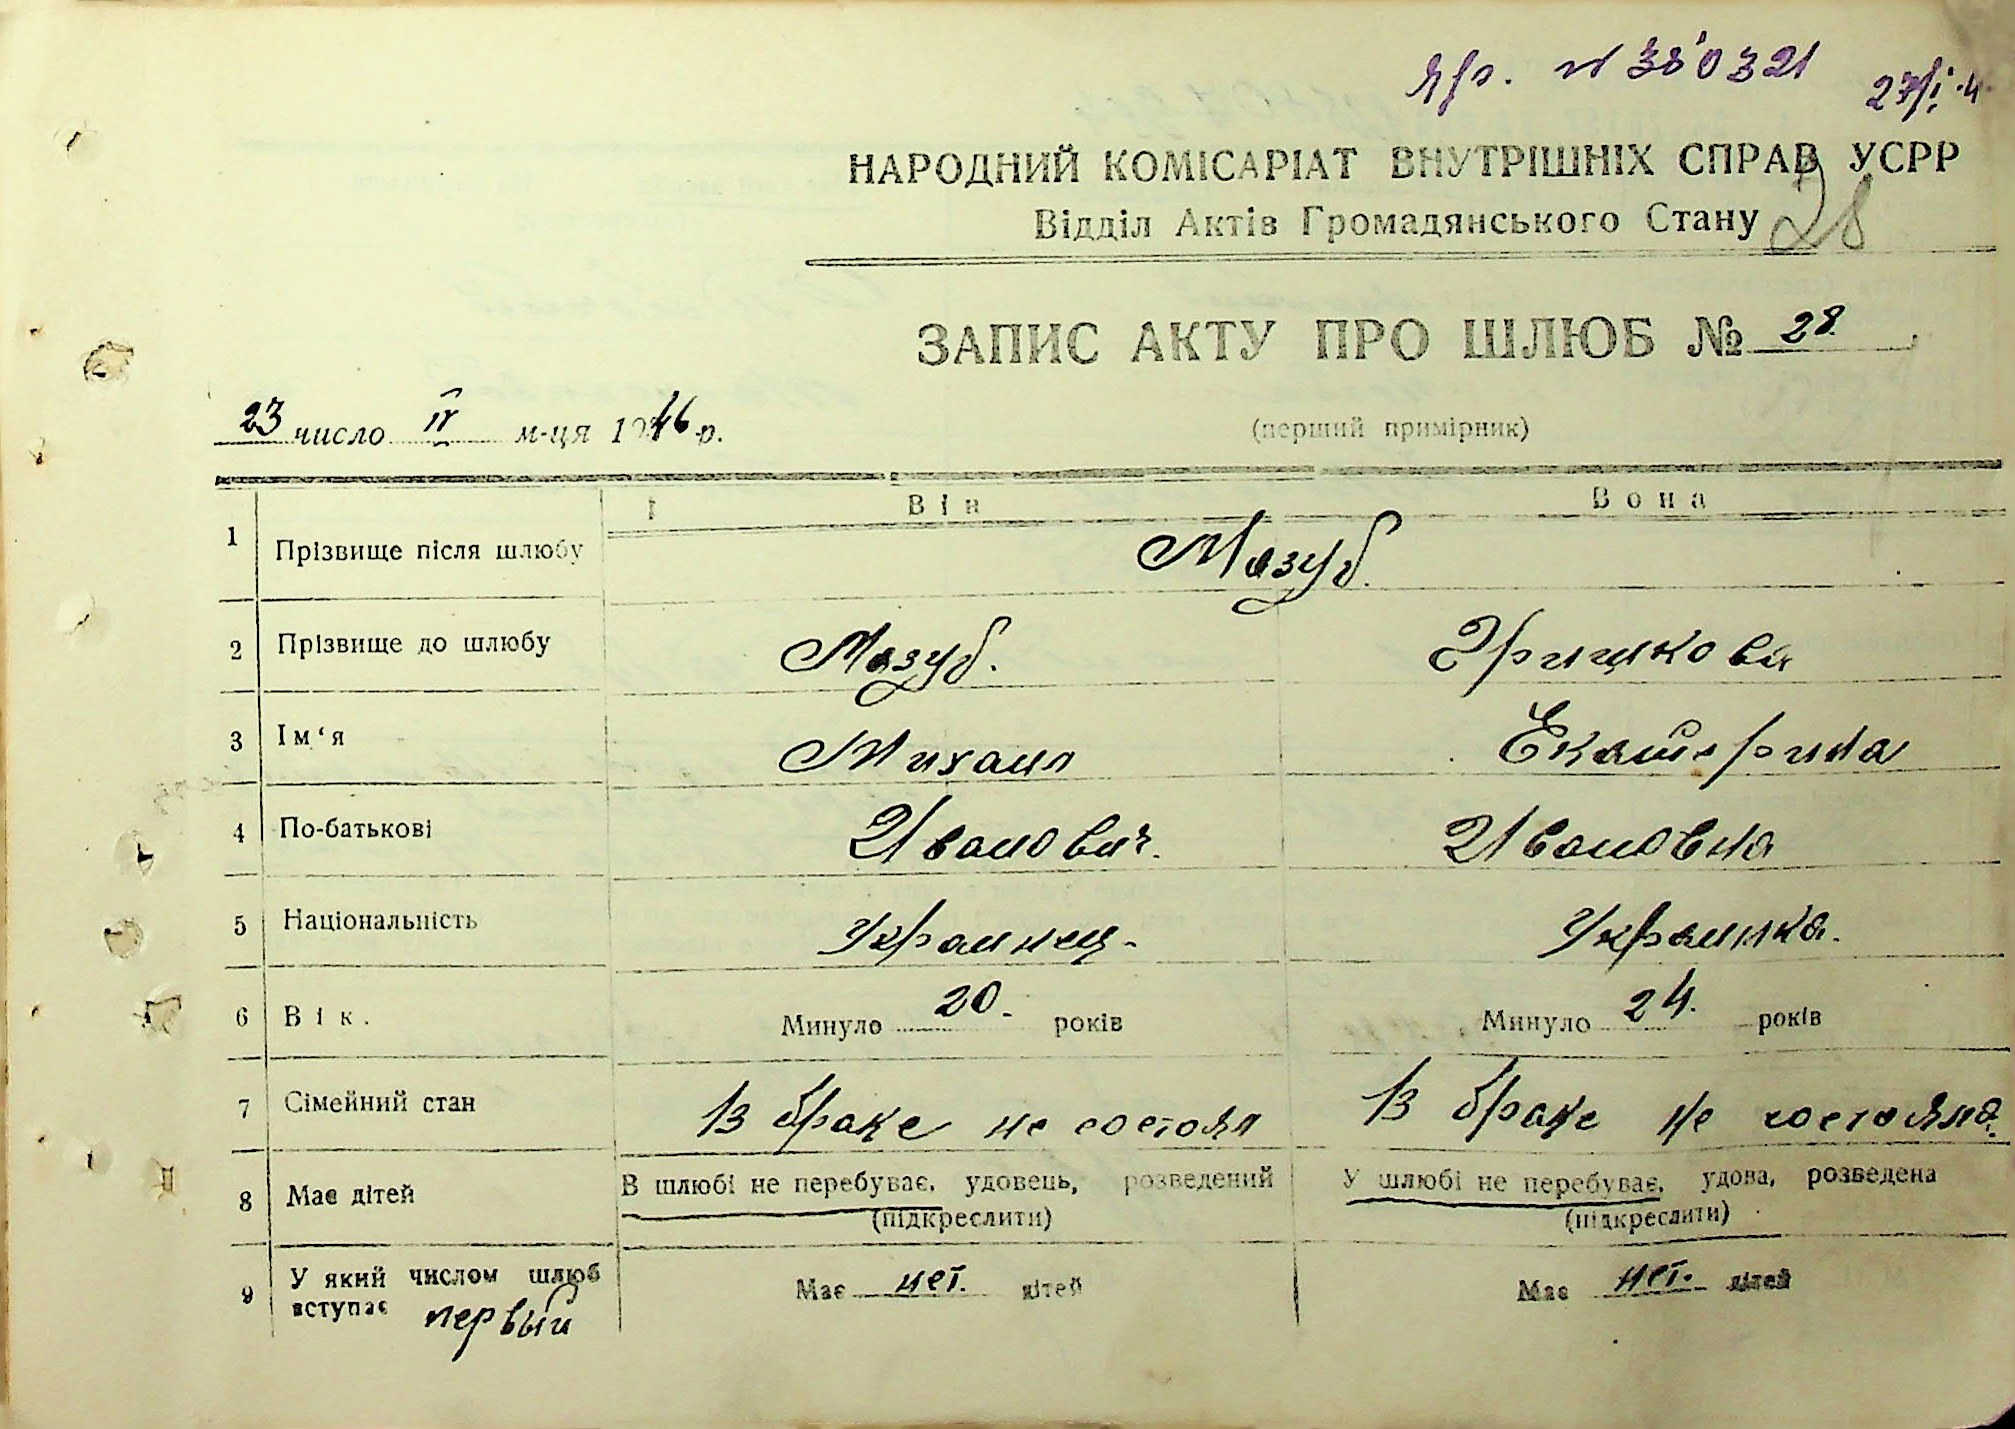 № 380321
НАРОДНИЙ КОМІСАРІАТ ВНУТРІШНІХ СПРАВ УСРР
Відділ Актів Громадянського Стану 28
ЗАПИС АКТУ ПРО ШЛЮБ № 28.
23 число IV м-ця 1946 р.
(перший примірник)
Він Вона
1 Прізвище після шлюбу Мазуб.
2 Прізвище до шлюбу Мазуб. Грицкова
3 Ім‘я Михаил Екатерина
4 По-батькові Иванович. Ивановна
5 Національність Украинец. Украинка.
6 Вік. Минуло 20. років Минуло 24. років
7 Сімейний стан В браке не состоял В браке не состояла.
8 Має дітей В шлюбі не перебуває, удовець, розведений У шлюбі не перебуває, удова, розведена
(підкреслити) (підкреслити)
9 У який числом шлюб
вступає первый Має нет. дітей Має нет. дітей